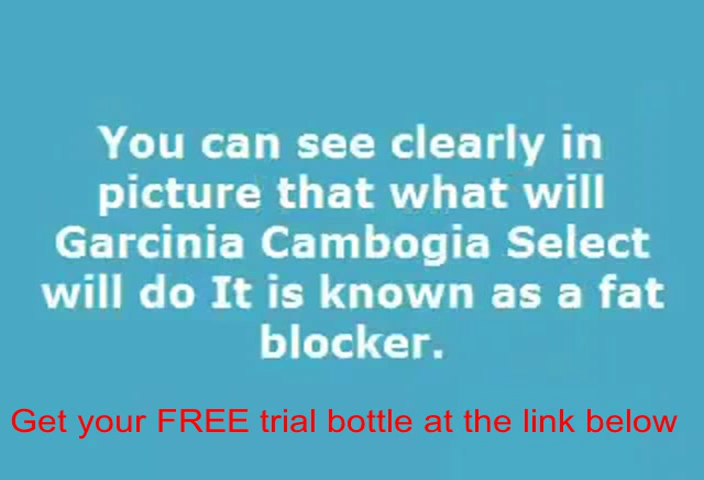 You can see clearly in
picture that what will
Garcinia Cambogia Select
will do It is known as a fat
blocker.
Get your FREE trial bottle at the link below